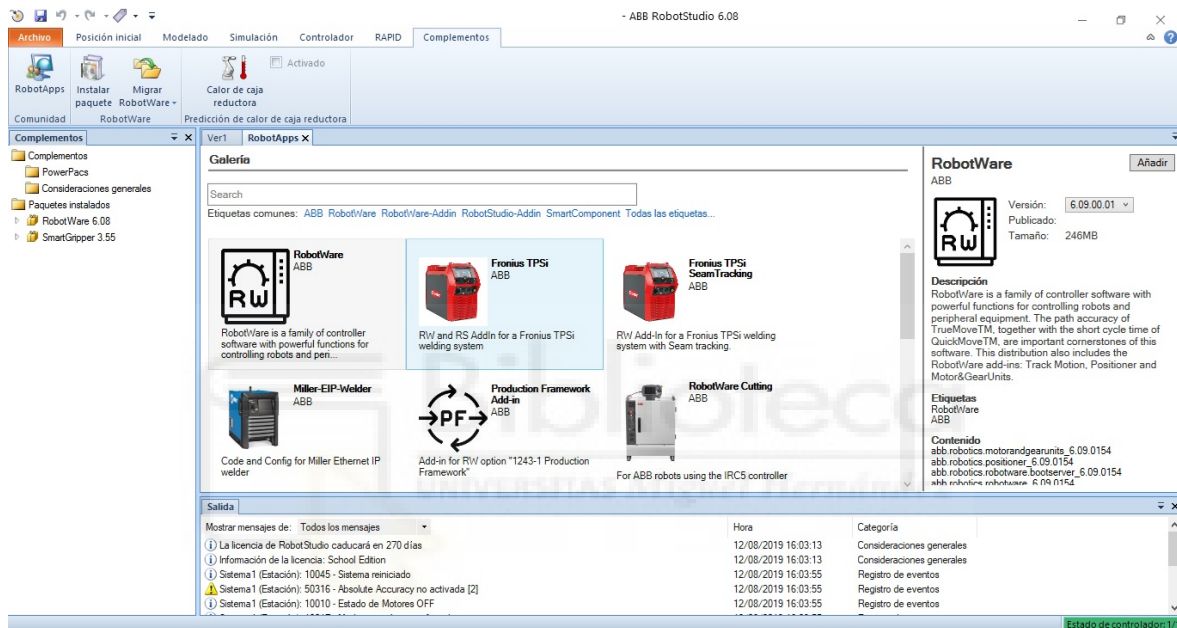 - ABB RobotStudio 6.08
Archivo Posición inicial Modelado Simulación Controlador RAPID Complementos
RobotApps
Instalar paquete
Migrar RobotWare
Calor de caja reductora
Activado
Comunidad RobotWare Predicción de calor de caja reductora
Complementos
Complementos
PowerPacs
Consideraciones generales
Paquetes instalados
RobotWare 6.08
SmartGripper 3.55
Ver1 RobotApps X
Galería
Search
Etiquetas comunes: ABB RobotWare RobotWare-Addin RobotStudio-Addin SmartComponent Todas las etiquetas...
RW
RobotWare
ABB
RobotWare is a family of controller
software with powerful functions for
controlling robots and peri...
Fronius TPSi
ABB
RW and RS AddIn for a Fronius TPSi
welding system
Fronius TPSi
SeamTracking
ABB
RW Add-In for a Fronius TPSi welding
system with Seam tracking.
Miller-EIP-Welder
ABB
Code and Config for Miller Ethernet IP
welder
PF
Production Framework
Add-in
ABB
Add-in for RW option "1243-1 Production
Framework"
RobotWare Cutting
ABB
For ABB robots using the IRC5 controller
RobotWare
Añadir
ABB
RW
Versión: 6.09.00.01
Publicado:
Tamaño: 246MB
Descripción
RobotWare is a family of controller software with
powerful functions for controlling robots and
peripheral equipment. The path accuracy of
TrueMoveTM, together with the short cycle time of
QuickMoveTM, are important cornerstones of this
software. This distribution also includes the
RobotWare add-ins: Track Motion, Positioner and
Motor&GearUnits.
Etiquetas
RobotWare
ABB
Contenido
abb.robotics.motorandgearunits_6.09.0154
abb.robotics.positioner_6.09.0154
abb.robotics.robotware.bootserver_6.09.0154
abb.robotics.robotware_6.09.0154
Biblioteca
UNIVERSITAS Miguel Hernández
Salida
Mostrar mensajes de: Todos los mensajes Hora Categoría
La licencia de RobotStudio caducará en 270 días 12/08/2019 16:03:13 Consideraciones generales
Información de la licencia: School Edition 12/08/2019 16:03:13 Consideraciones generales
Sistema1 (Estación): 10045 - Sistema reiniciado 12/08/2019 16:03:55 Registro de eventos
Sistema1 (Estación): 50316 - Absolute Accuracy no activada [2] 12/08/2019 16:03:55 Registro de eventos
Sistema1 (Estación): 10010 - Estado de Motores OFF 12/08/2019 16:03:55 Registro de eventos
Estado de controlador: 1/